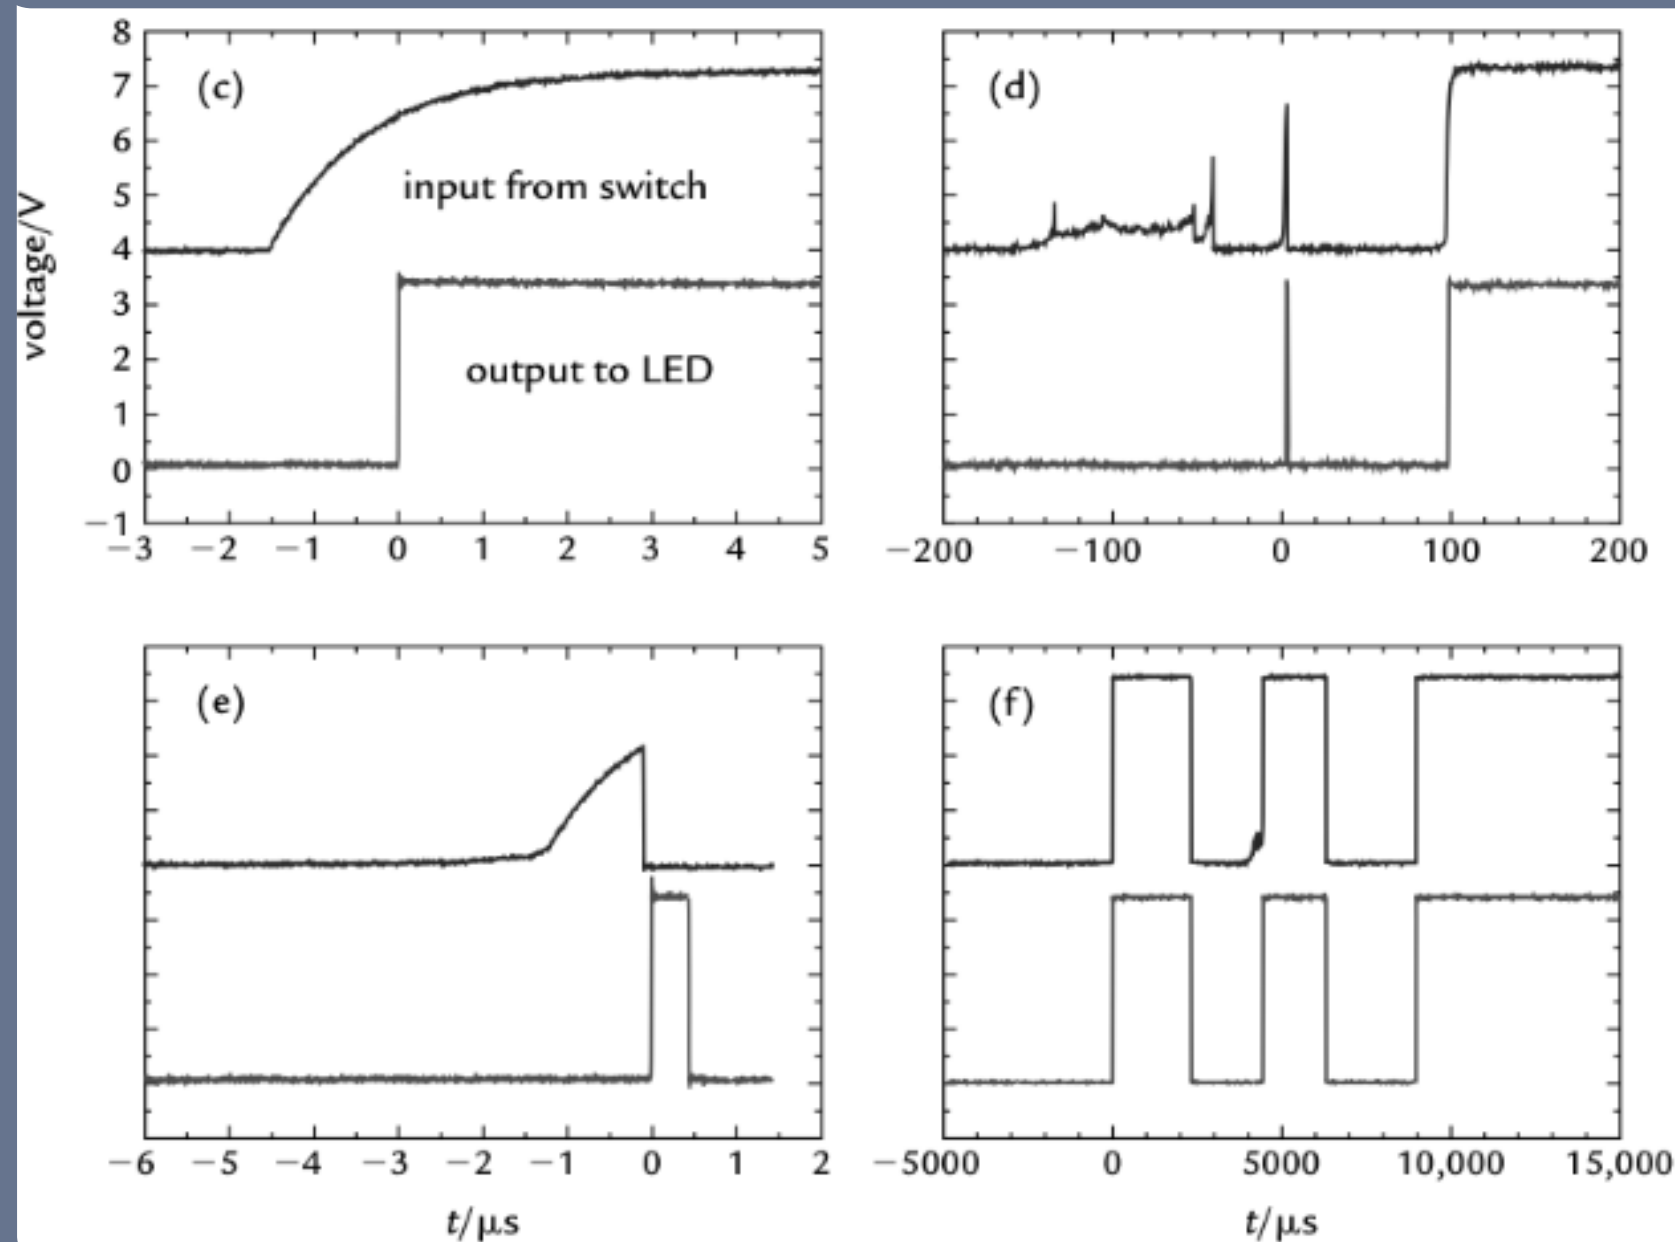 voltage/V
8
7
6
5
4
3
2
1
0
−1
(c)
input from switch
output to LED
−3 −2 −1 0 1 2 3 4 5
(d)
−200 −100 0 100 200
(e)
−6 −5 −4 −3 −2 −1 0 1 2
t/μs
(f)
−5000 0 5000 10,000 15,000
t/μs